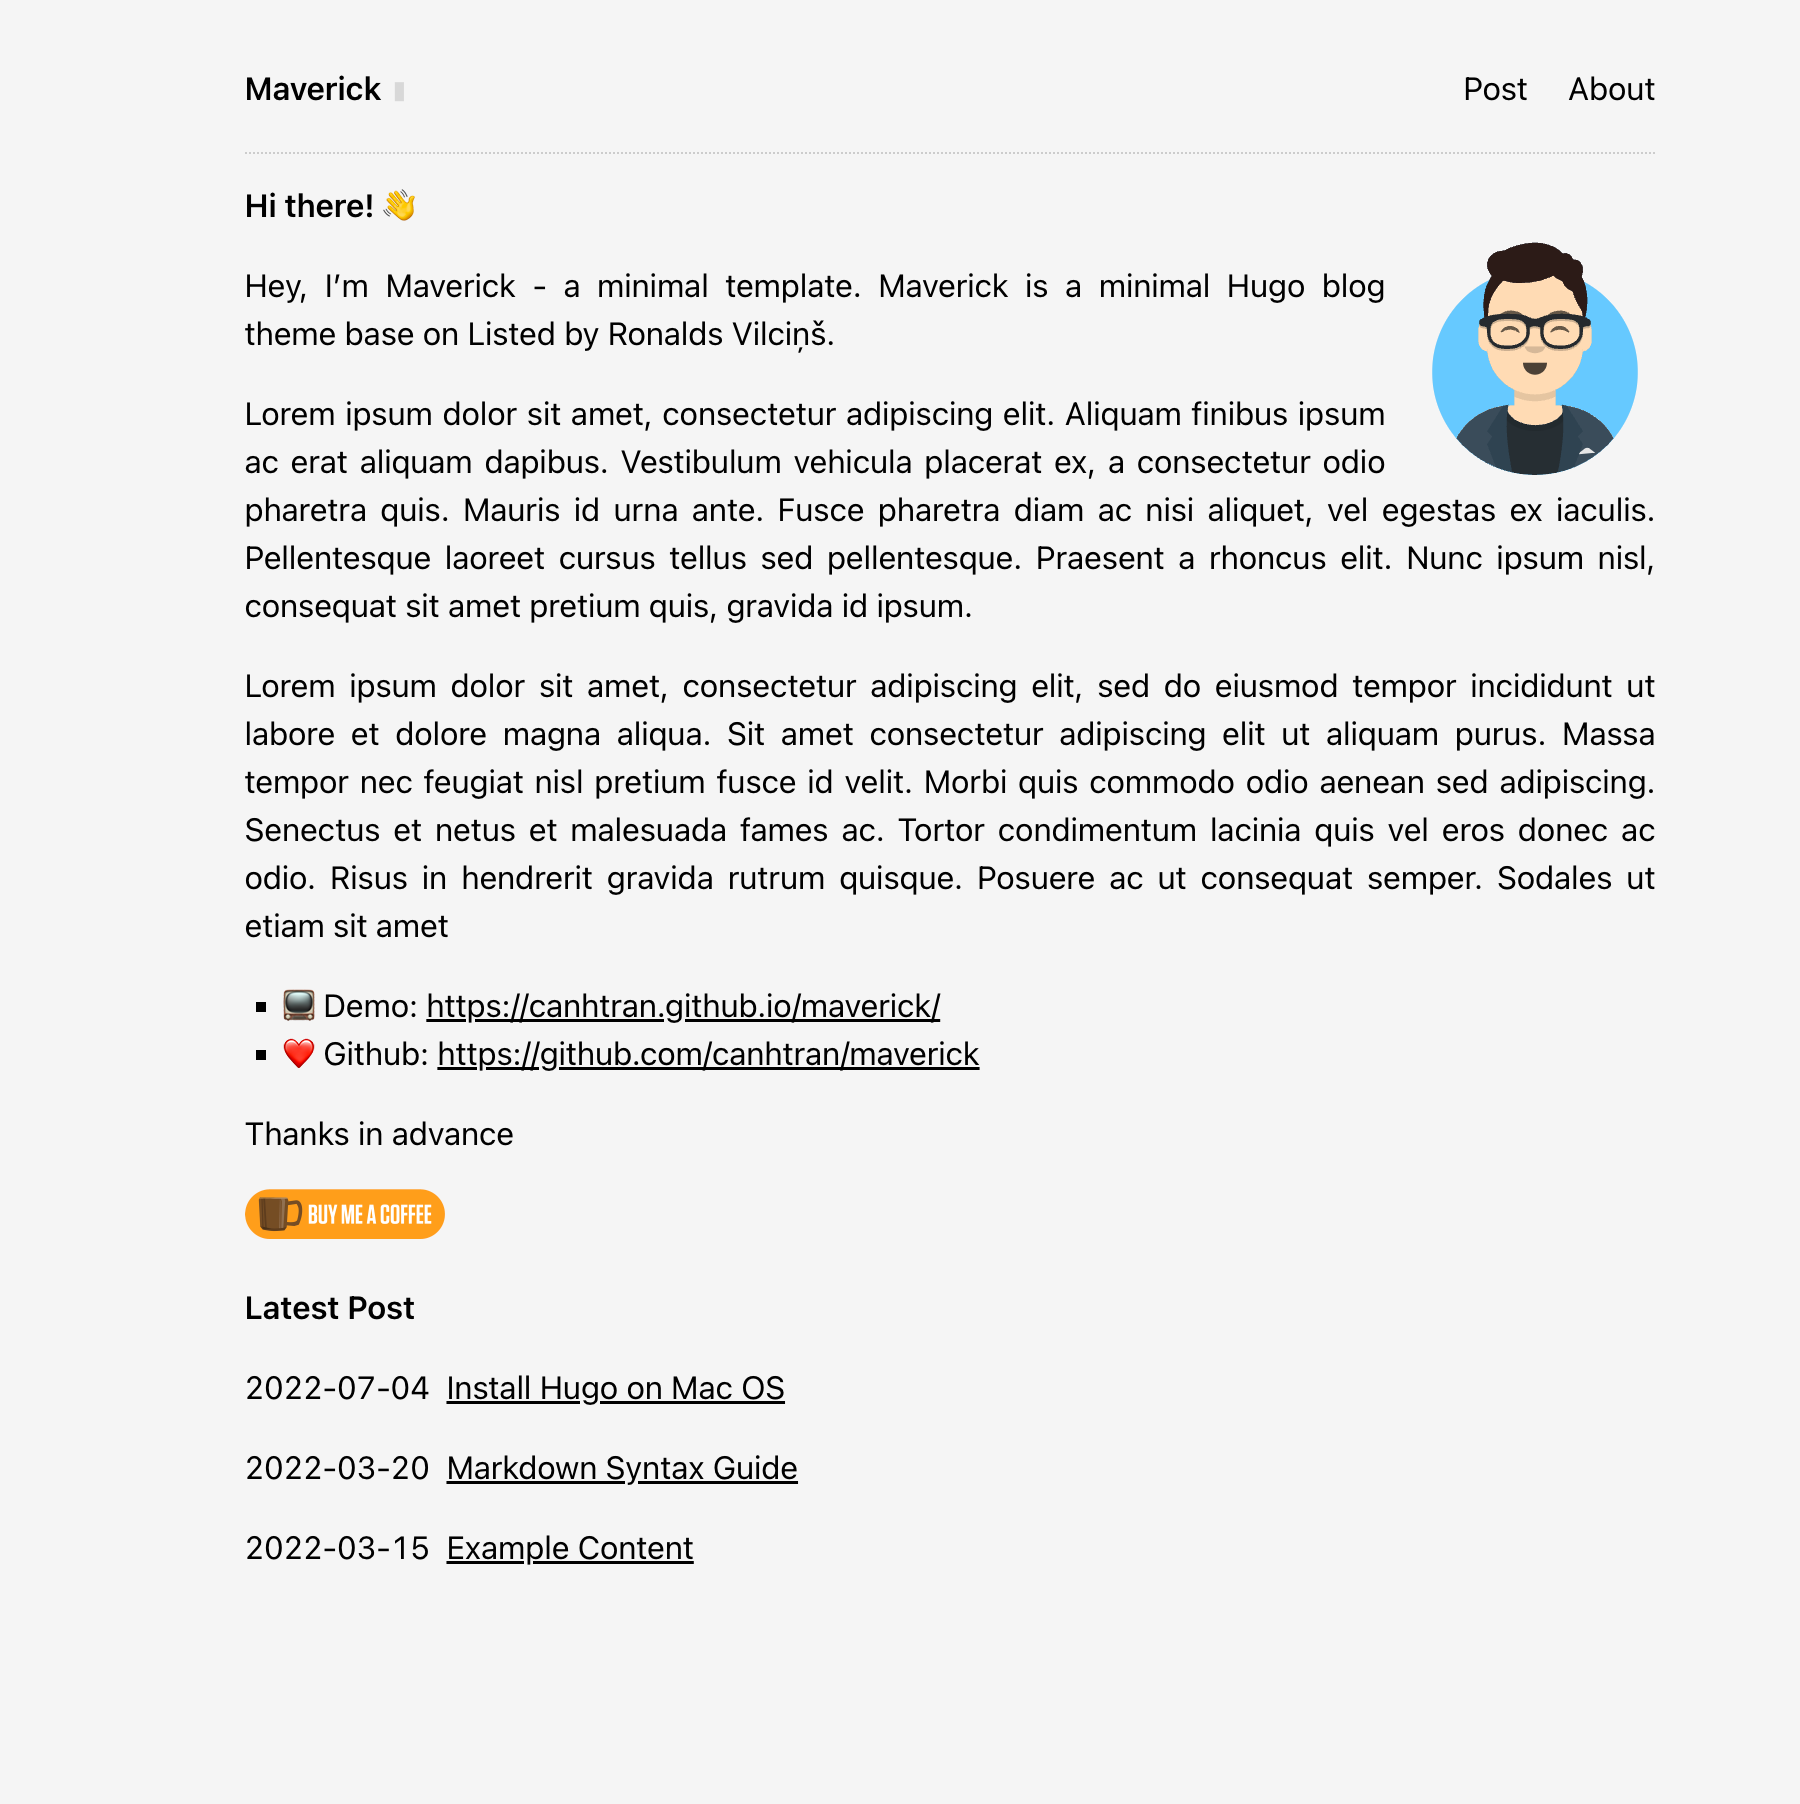 Maverick
Post About
Hi there! 👋
Hey, I’m Maverick - a minimal template. Maverick is a minimal Hugo blog
theme base on Listed by Ronalds Vilciņš.
Lorem ipsum dolor sit amet, consectetur adipiscing elit. Aliquam finibus ipsum
ac erat aliquam dapibus. Vestibulum vehicula placerat ex, a consectetur odio
pharetra quis. Mauris id urna ante. Fusce pharetra diam ac nisi aliquet, vel egestas ex iaculis.
Pellentesque laoreet cursus tellus sed pellentesque. Praesent a rhoncus elit. Nunc ipsum nisl,
consequat sit amet pretium quis, gravida id ipsum.
Lorem ipsum dolor sit amet, consectetur adipiscing elit, sed do eiusmod tempor incididunt ut
labore et dolore magna aliqua. Sit amet consectetur adipiscing elit ut aliquam purus. Massa
tempor nec feugiat nisl pretium fusce id velit. Morbi quis commodo odio aenean sed adipiscing.
Senectus et netus et malesuada fames ac. Tortor condimentum lacinia quis vel eros donec ac
odio. Risus in hendrerit gravida rutrum quisque. Posuere ac ut consequat semper. Sodales ut
etiam sit amet
▪ 📺 Demo: https://canhtran.github.io/maverick/
▪ ❤️ Github: https://github.com/canhtran/maverick
Thanks in advance
BUY ME A COFFEE
Latest Post
2022-07-04 Install Hugo on Mac OS
2022-03-20 Markdown Syntax Guide
2022-03-15 Example Content